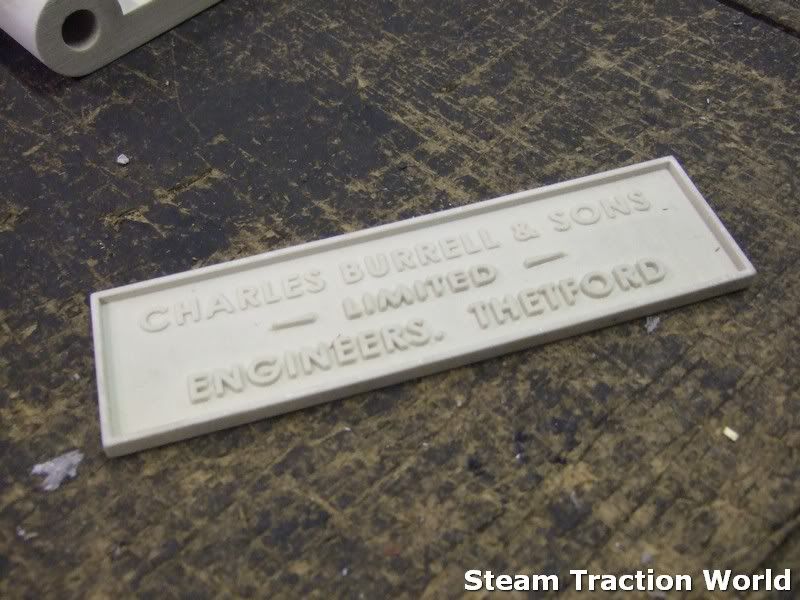 CHARLES BURRELL & SONS
— LIMITED —
ENGINEERS. THETFORD
Steam Traction World